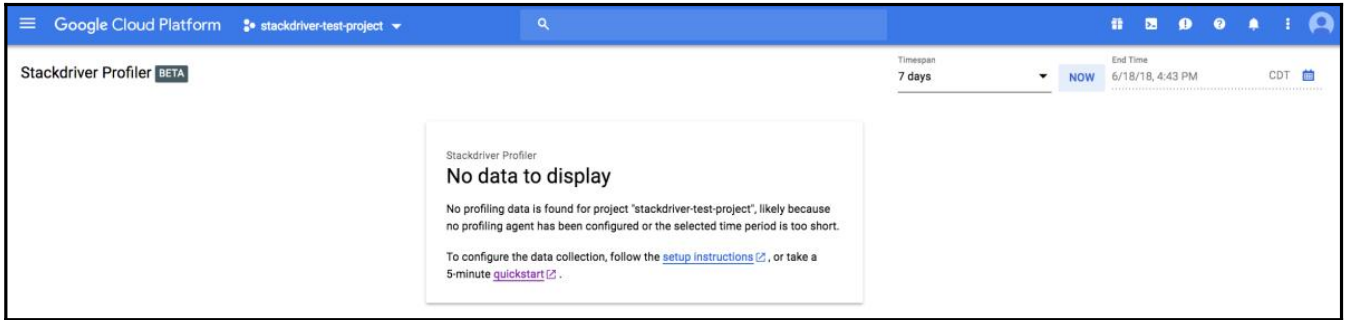 Google Cloud Platform stackdriver-test-project
Stackdriver Profiler BETA
Timespan
7 days
NOW
End Time
6/18/18, 4:43 PM CDT
Stackdriver Profiler
No data to display
No profiling data is found for project "stackdriver-test-project", likely because
no profiling agent has been configured or the selected time period is too short.
To configure the data collection, follow the setup instructions, or take a
5-minute quickstart.